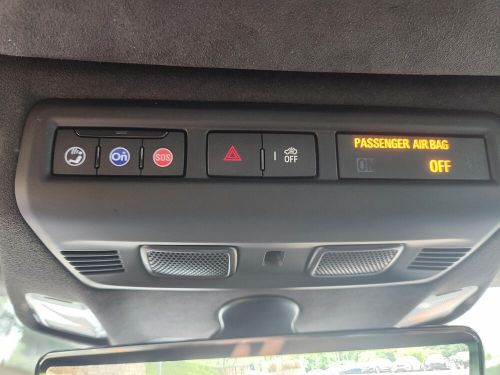 On
SOS
I
OFF
PASSENGER AIR BAG
ON OFF